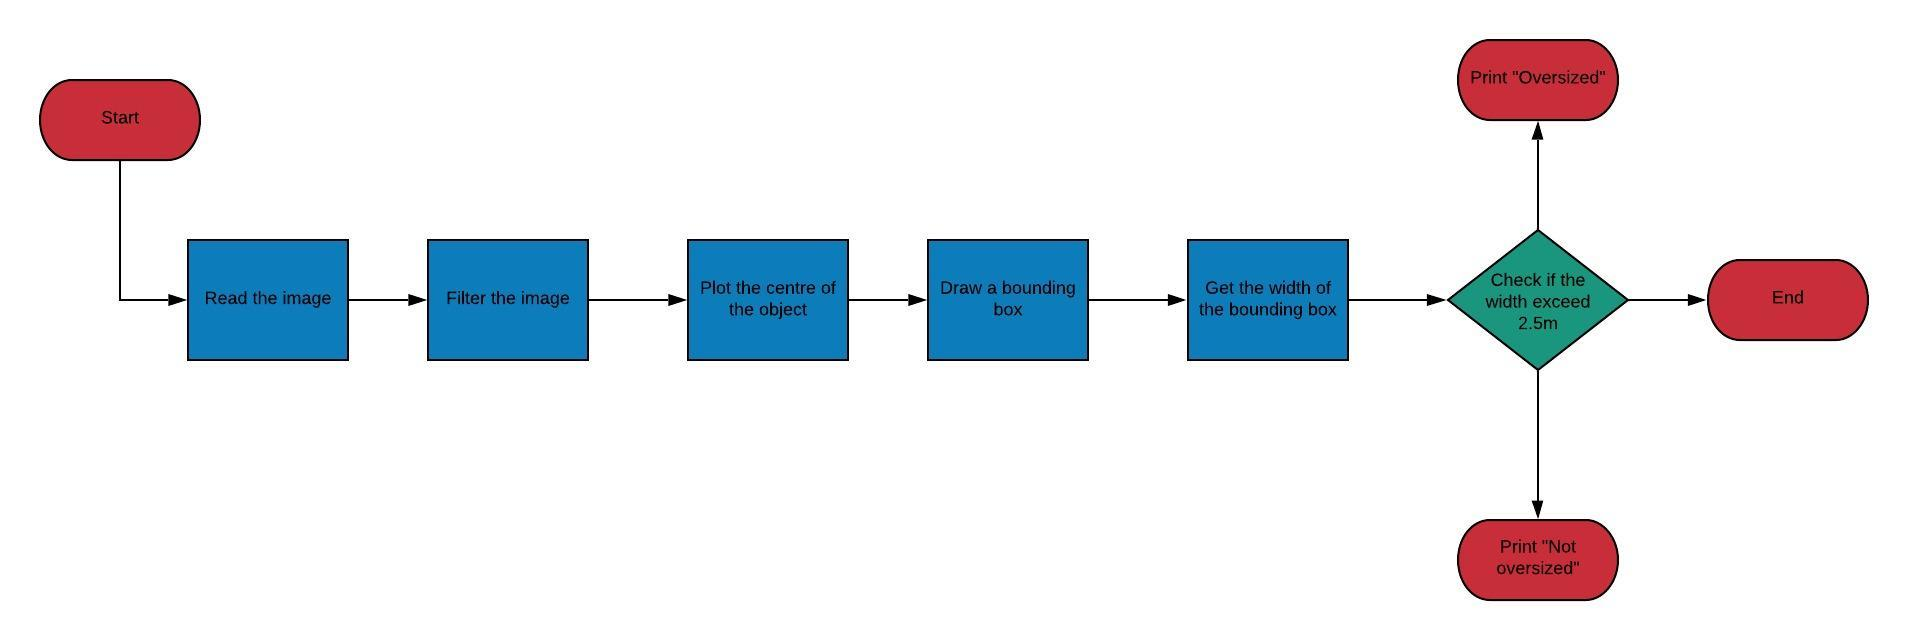 Start
Read the image
Filter the image
Plot the centre of
the object
Draw a bounding
box
Get the width of
the bounding box
Check if the
width exceed
2.5m
Print "Oversized"
End
Print "Not
oversized"